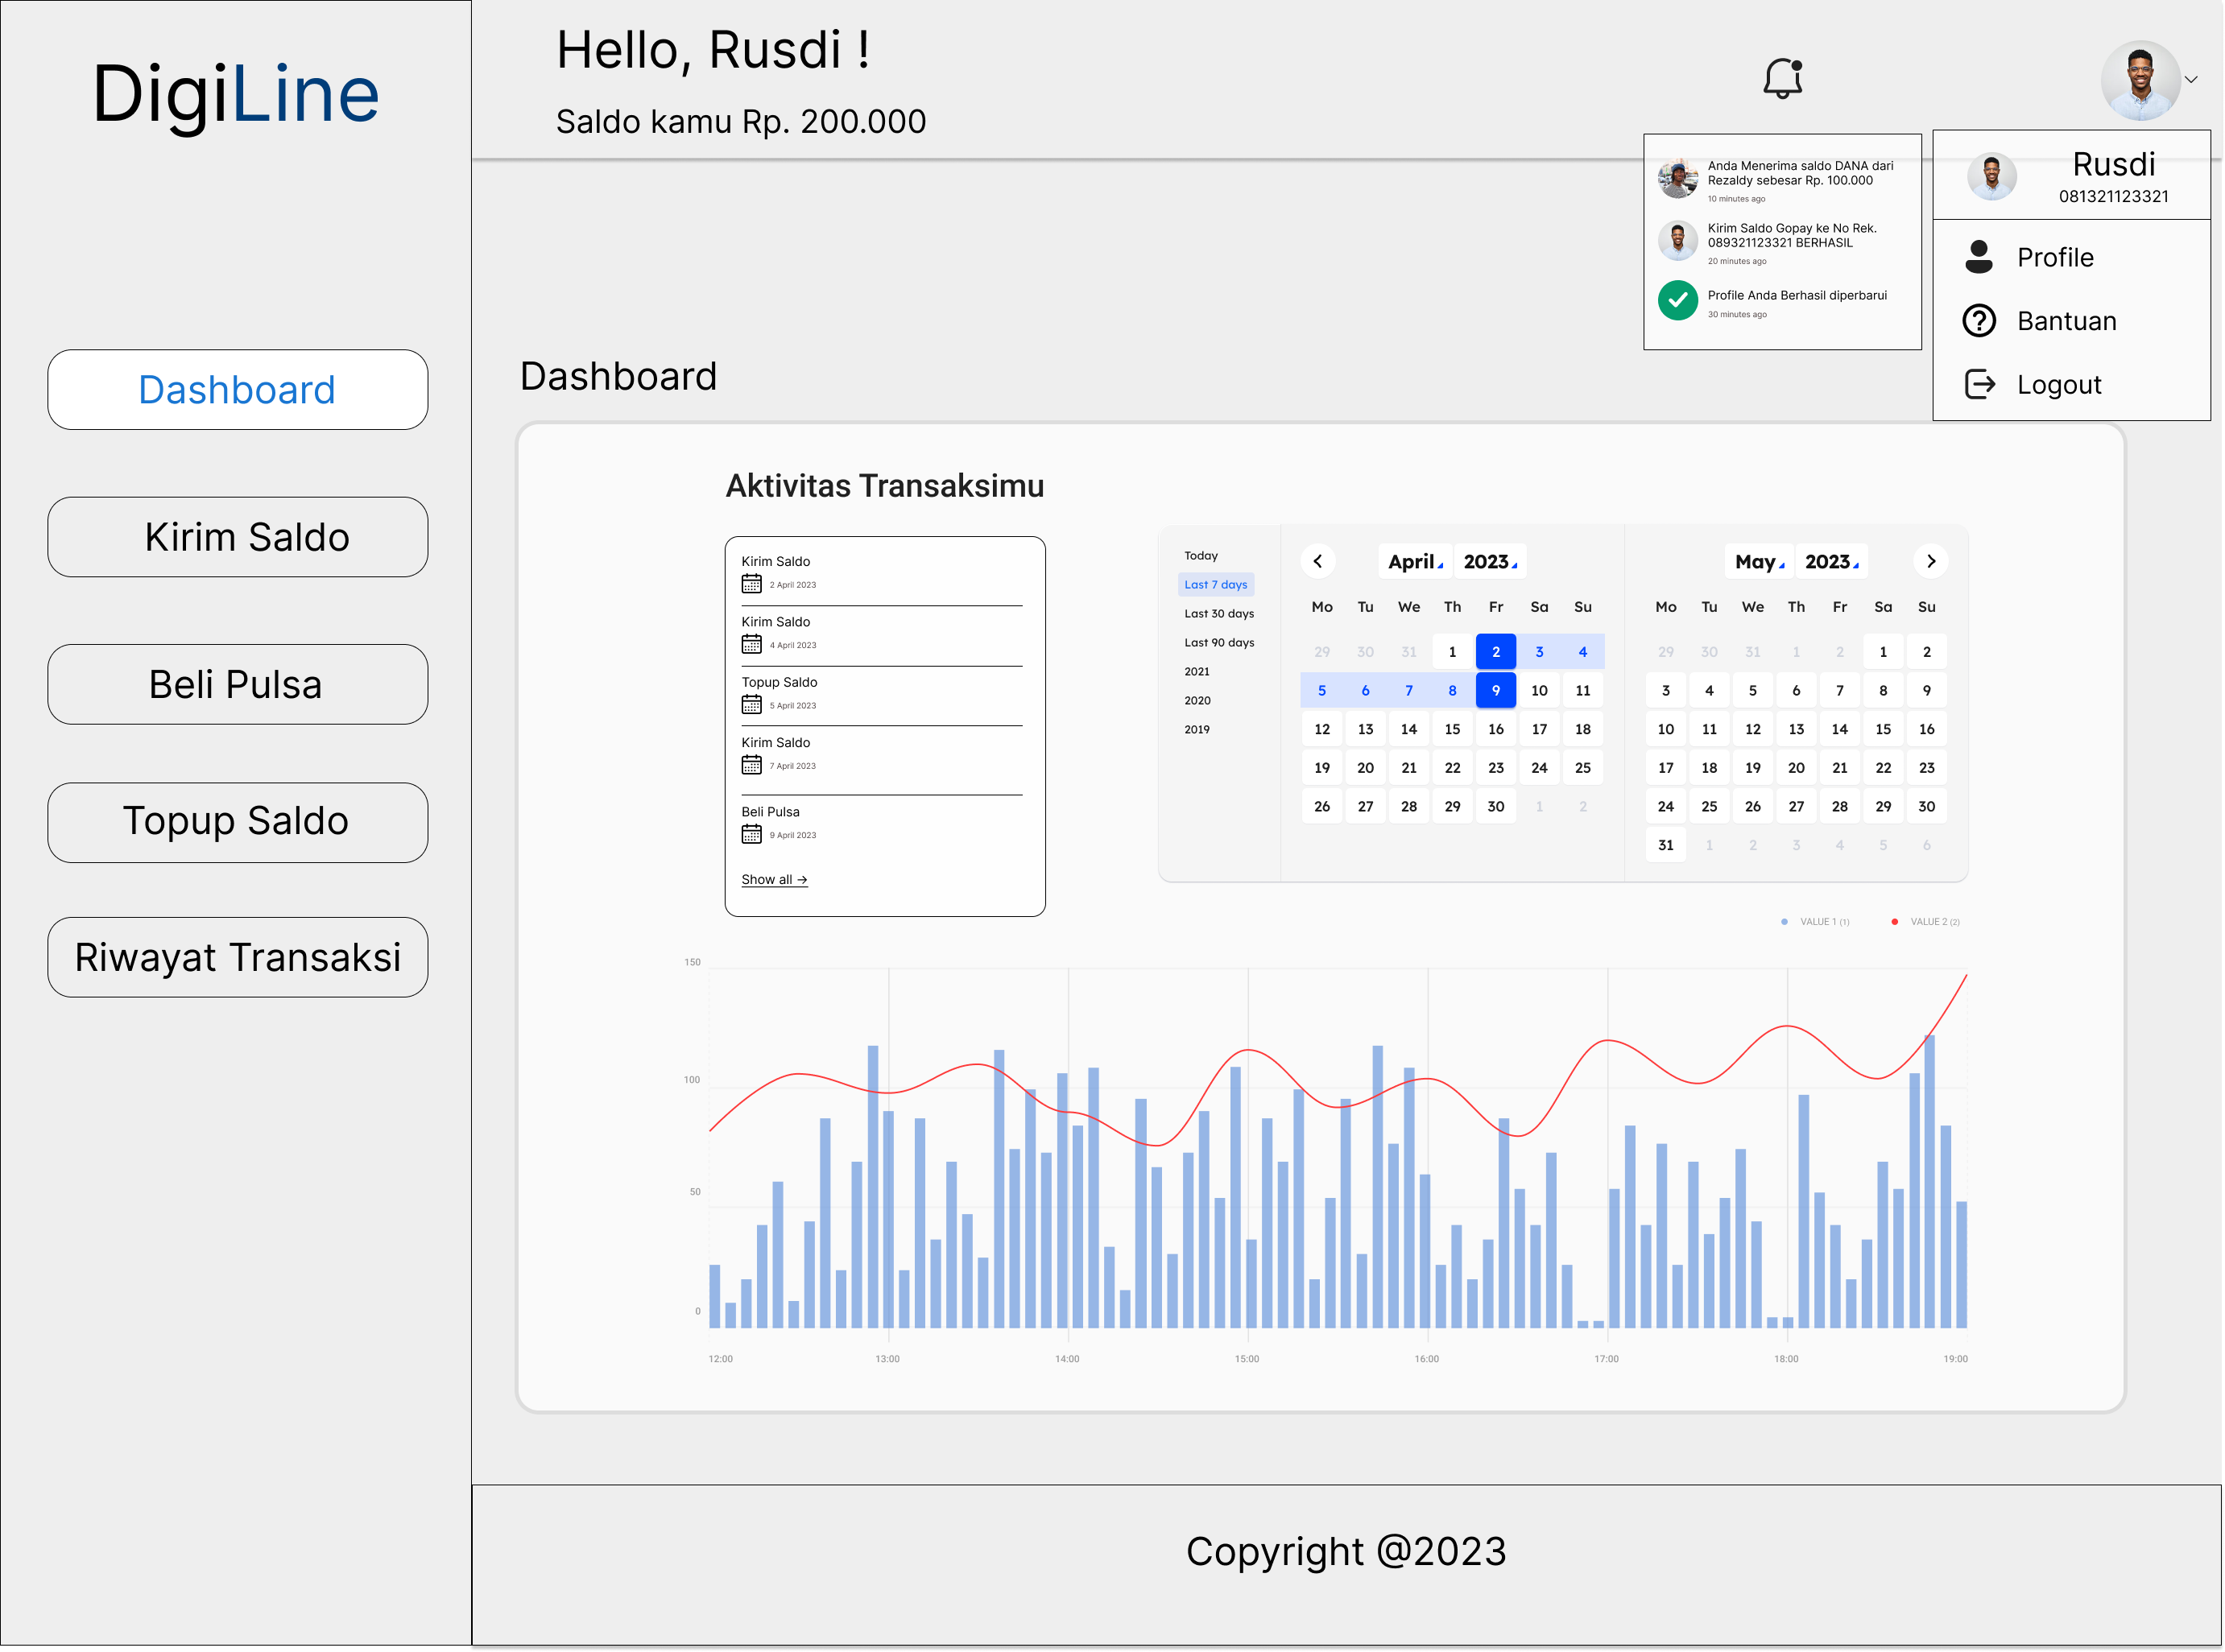 DigiLine
Dashboard
Kirim Saldo
Beli Pulsa
Topup Saldo
Riwayat Transaksi
Hello, Rusdi !
Saldo kamu Rp. 200.000
Anda Menerima saldo DANA dari
Rezaldy sebesar Rp. 100.000
10 minutes ago
Kirim Saldo Gopay ke No Rek.
089321123321 BERHASIL
20 minutes ago
Profile Anda Berhasil diperbarui
30 minutes ago
Rusdi
081321123321
Profile
Bantuan
Logout
Dashboard
Aktivitas Transaksimu
Kirim Saldo
2 April 2023
Kirim Saldo
4 April 2023
Topup Saldo
5 April 2023
Kirim Saldo
7 April 2023
Beli Pulsa
9 April 2023
Show all →
Today
Last 7 days
Last 30 days
Last 90 days
2021
2020
2019
April 2023
Mo Tu We Th Fr Sa Su
29 30 31 1 2 3 4
5 6 7 8 9 10 11
12 13 14 15 16 17 18
19 20 21 22 23 24 25
26 27 28 29 30 1 2
May 2023
Mo Tu We Th Fr Sa Su
29 30 31 1 2 1 2
3 4 5 6 7 8 9
10 11 12 13 14 15 16
17 18 19 20 21 22 23
24 25 26 27 28 29 30
31 1 2 3 4 5 6
VALUE 1 (1) VALUE 2 (2)
150
100
50
0
12:00 13:00 14:00 15:00 16:00 17:00 18:00 19:00
Copyright @2023